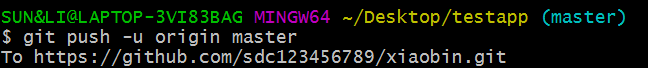 SUN&LI@LAPTOP-3VI83BAG MINGW64 ~/Desktop/testapp (master)
$ git push -u origin master
To https://github.com/sdc123456789/xiaobin.git